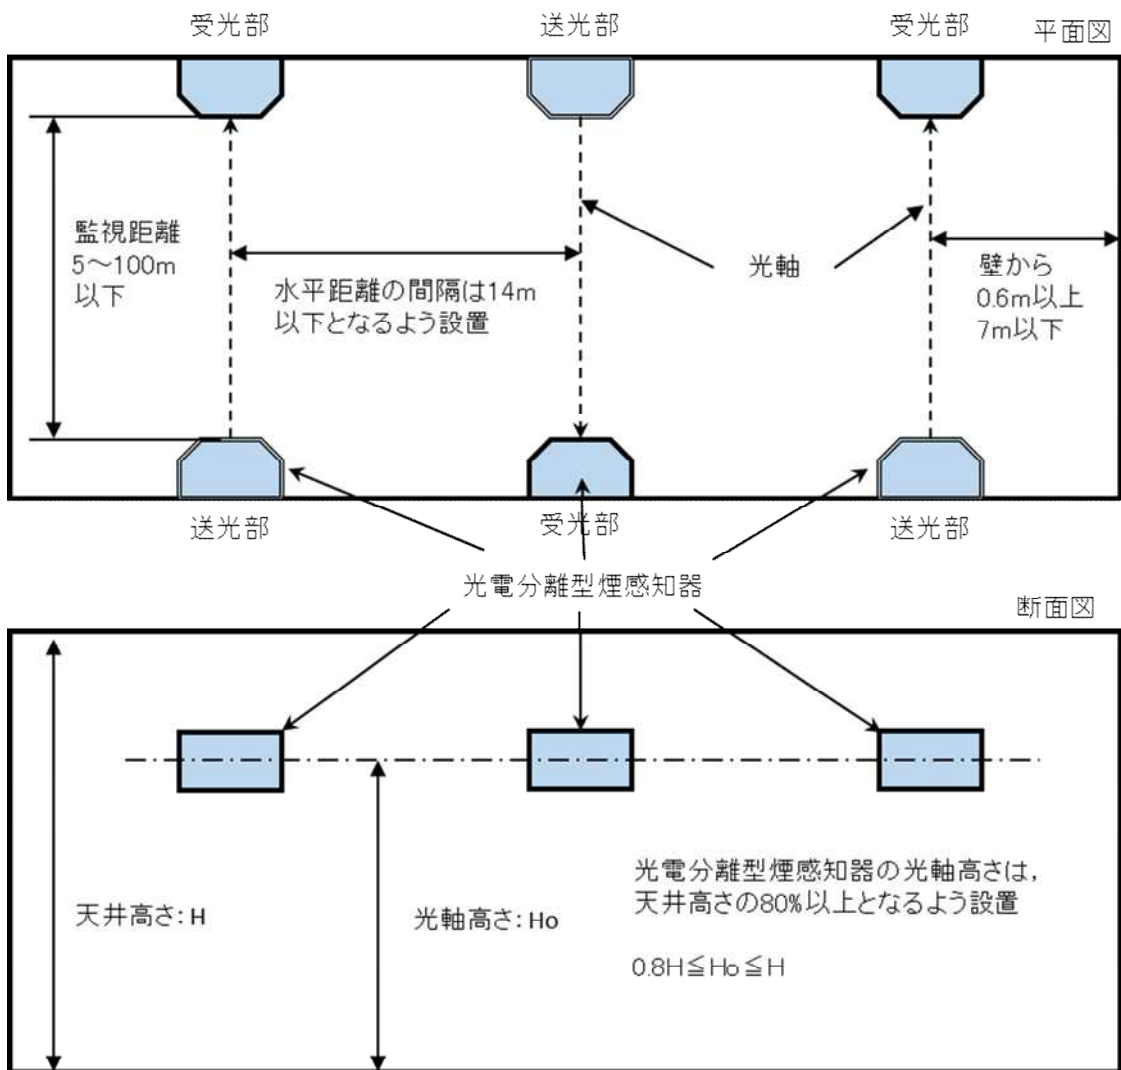 受光部
送光部
受光部
平面図
監視距離
5～100m
以下
水平距離の間隔は14m
以下となるよう設置
光軸
壁から
0.6m以上
7m以下
送光部
受光部
送光部
光電分離型煙感知器
断面図
天井高さ:H
光軸高さ:Ho
光電分離型煙感知器の光軸高さは,
天井高さの80%以上となるよう設置
0.8H≦Ho≦H